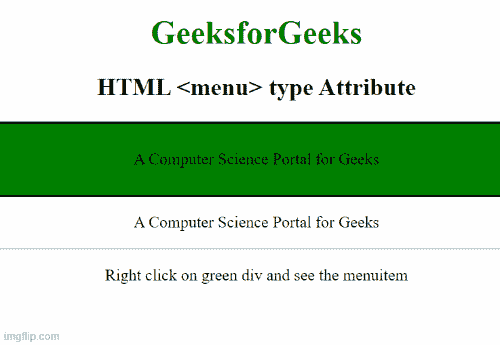 GeeksforGeeks
HTML <menu> type Attribute
A Computer Science Portal for Geeks
A Computer Science Portal for Geeks
Right click on green div and see the menuitem
imgflip.com